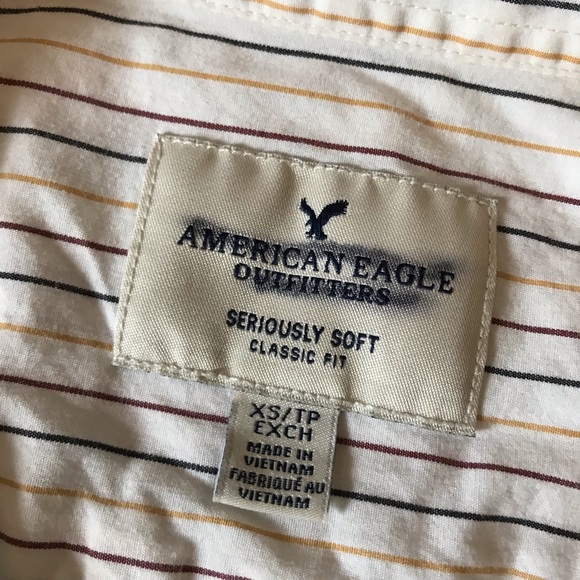 AMERICAN EAGLE
OUTFITTERS
SERIOUSLY SOFT
CLASSIC FIT
XS/TP
EXCH
MADE IN
VIETNAM
FABRIQUÉ AU
VIETNAM